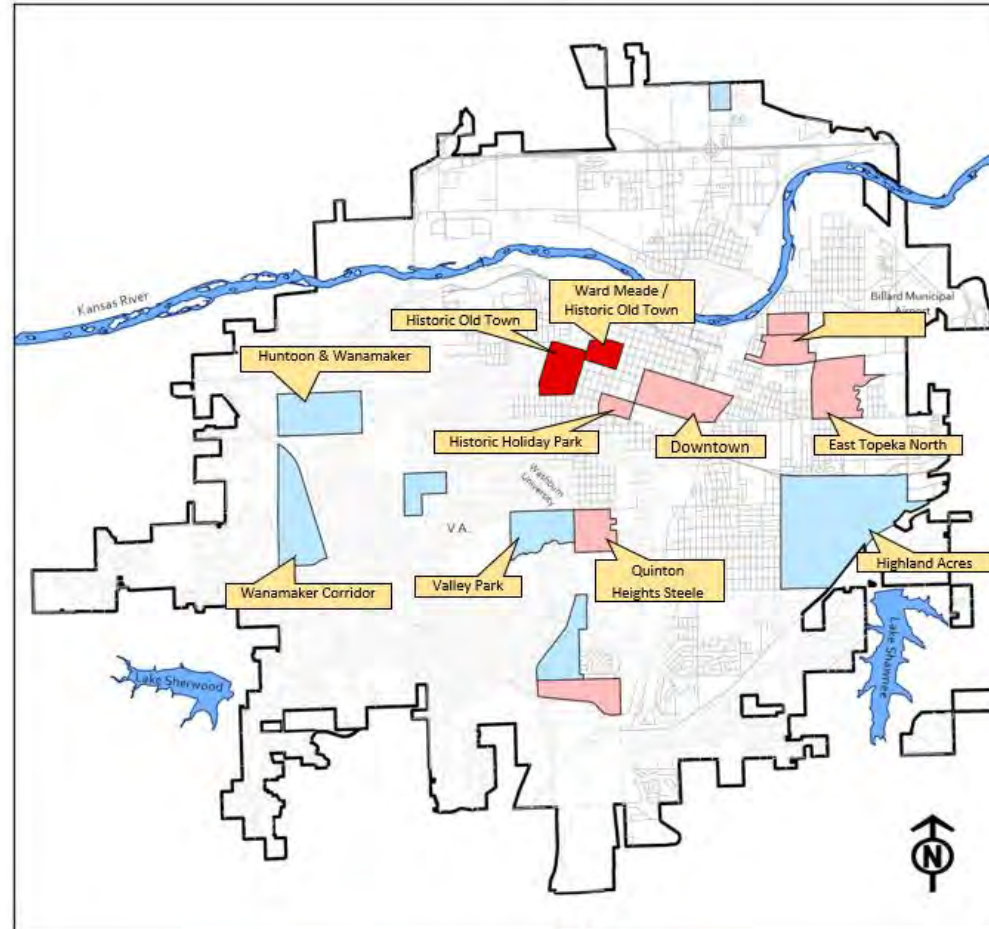 Kansas River
Ward Meade /
Historic Old Town
Historic Old Town
Billard Municipal
Airport
Huntoon & Wanamaker
Historic Holiday Park
Downtown
East Topeka North
Washburn
University
V.A.
Highland Acres
Wanamaker Corridor
Valley Park
Quinton
Heights Steele
Lake Sherwood
Lake Shawnee
N